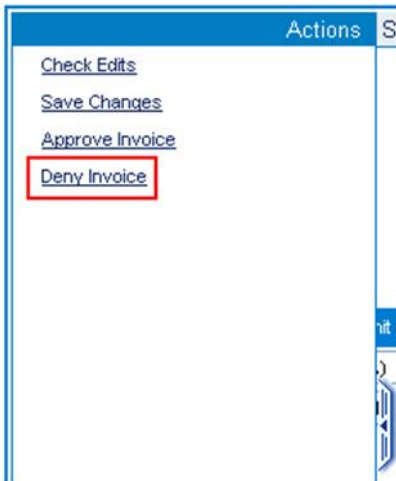 Actions
Check Edits
Save Changes
Approve Invoice
Deny Invoice